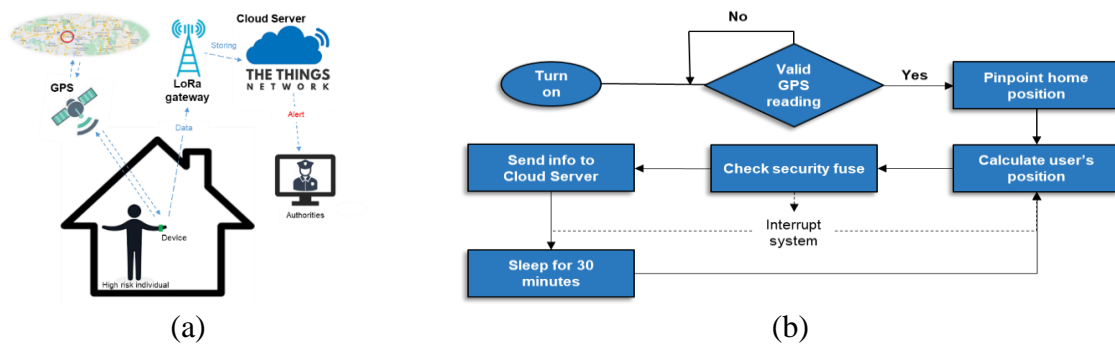 Cloud Server
Storing
GPS
LoRa
gateway
THE THINGS
NETWORK
Data
Alert
Authorities
Device
High risk individual
(a)
No
Turn
on
Valid
GPS
reading
Yes
Pinpoint home
position
Send info to
Cloud Server
Check security fuse
Calculate user's
position
Interrupt
system
Sleep for 30
minutes
(b)